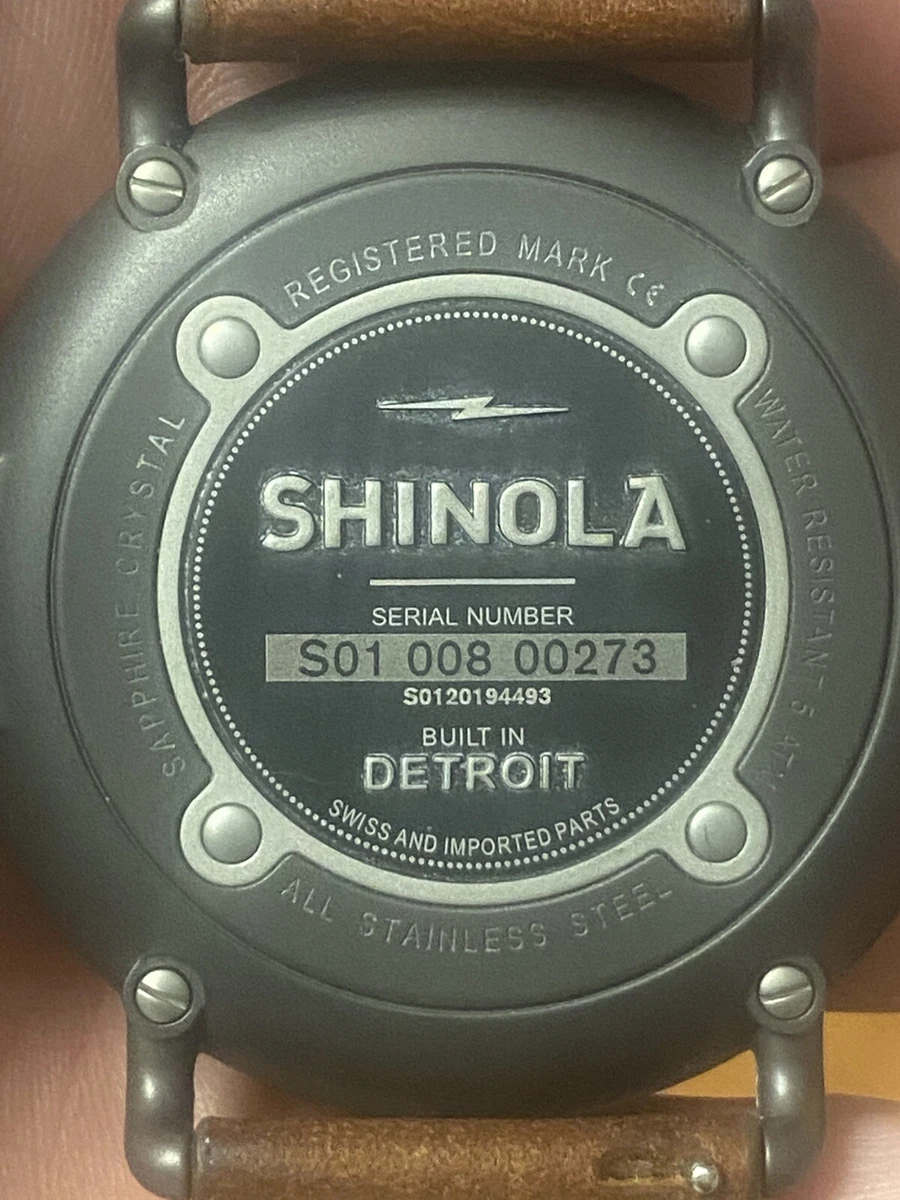 REGISTERED MARK CE
SAPPHIRE CRYSTAL
WATER RESISTANT 5 ATM
SHINOLA
SERIAL NUMBER
S01 008 00273
S0120194493
BUILT IN
DETROIT
SWISS AND IMPORTED PARTS
ALL STAINLESS STEEL